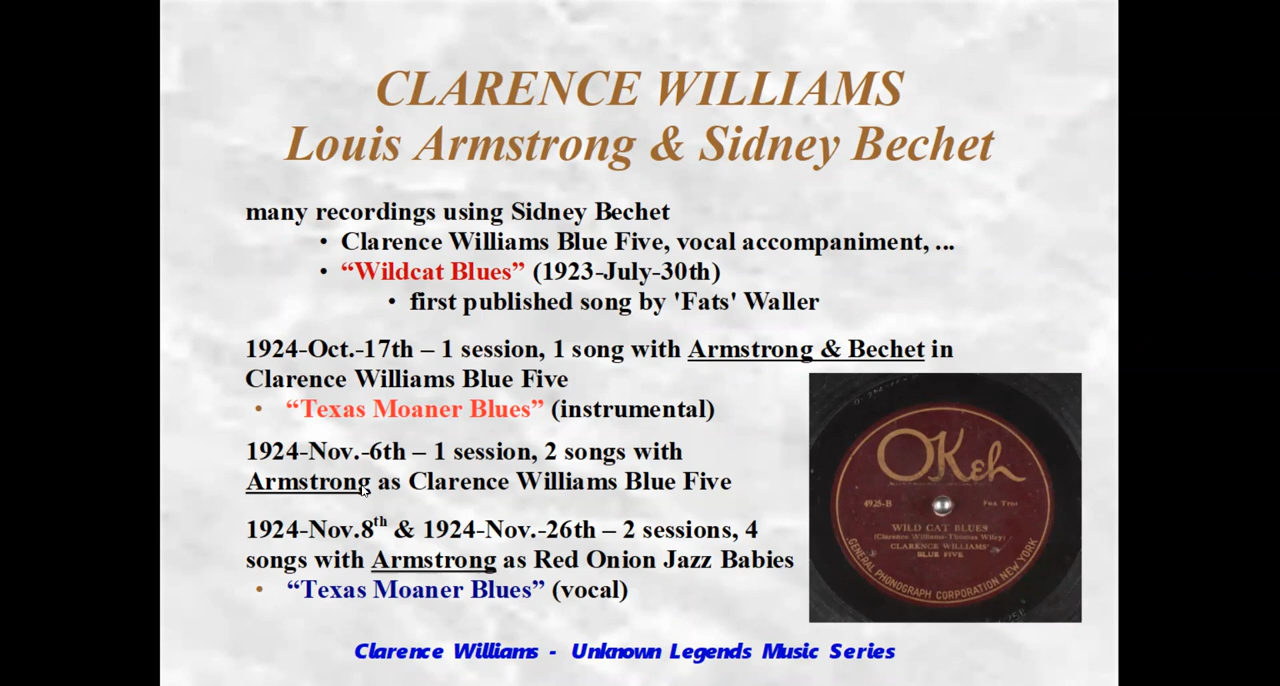 CLARENCE WILLIAMS
Louis Armstrong & Sidney Bechet
many recordings using Sidney Bechet
• Clarence Williams Blue Five, vocal accompaniment, ...
• “Wildcat Blues” (1923-July-30th)
• first published song by 'Fats' Waller
1924-Oct.-17th – 1 session, 1 song with Armstrong & Bechet in
Clarence Williams Blue Five
• “Texas Moaner Blues” (instrumental)
1924-Nov.-6th – 1 session, 2 songs with
Armstrong as Clarence Williams Blue Five
1924-Nov.8th & 1924-Nov.-26th – 2 sessions, 4
songs with Armstrong as Red Onion Jazz Babies
• “Texas Moaner Blues” (vocal)
OKeh
4925-B Fox Trot
WILD CAT BLUES
(Clarence Williams-Thomas Waller)
CLARENCE WILLIAMS'
BLUE FIVE
GENERAL PHONOGRAPH CORPORATION NEW YORK
Clarence Williams - Unknown Legends Music Series